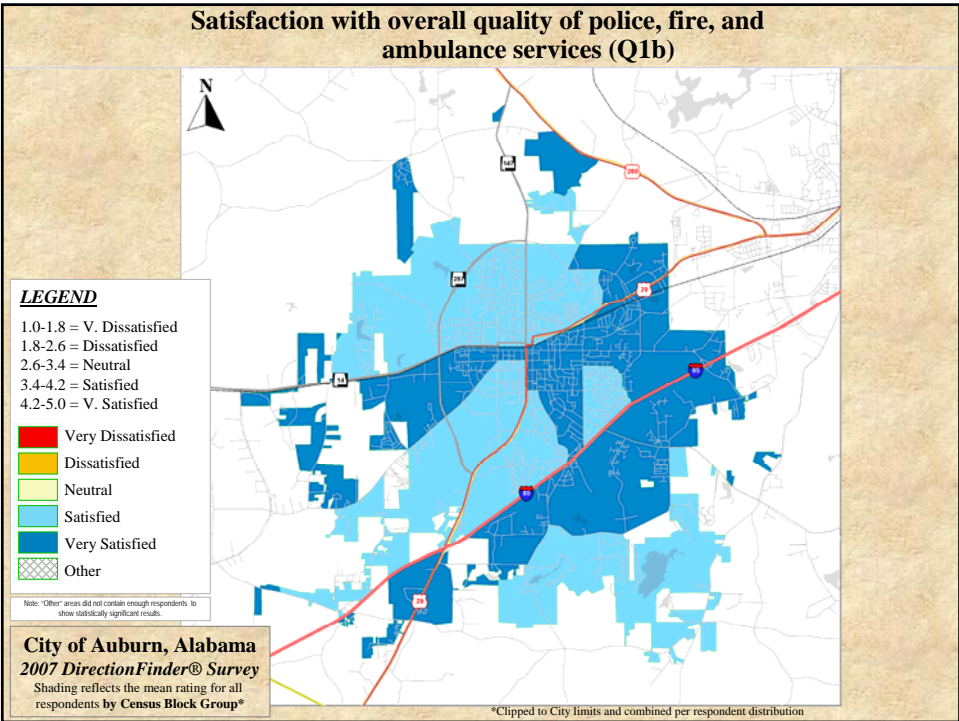 Satisfaction with overall quality of police, fire, and
ambulance services (Q1b)
N
147
280
267
29
14
85
85
29
LEGEND
1.0-1.8 = V. Dissatisfied
1.8-2.6 = Dissatisfied
2.6-3.4 = Neutral
3.4-4.2 = Satisfied
4.2-5.0 = V. Satisfied
Very Dissatisfied
Dissatisfied
Neutral
Satisfied
Very Satisfied
Other
Note: "Other" areas did not contain enough respondents to
show statistically significant results.
City of Auburn, Alabama
2007 DirectionFinder® Survey
Shading reflects the mean rating for all
respondents by Census Block Group*
*Clipped to City limits and combined per respondent distribution